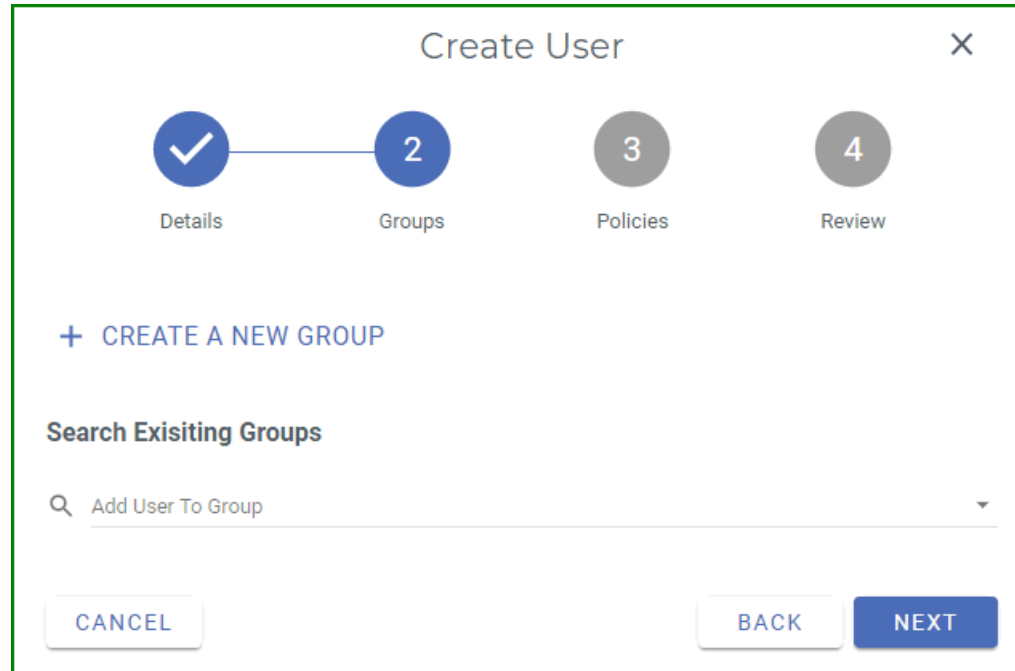 Create User
2 3 4
Details Groups Policies Review
+ CREATE A NEW GROUP
Search Exisiting Groups
Add User To Group
CANCEL BACK NEXT